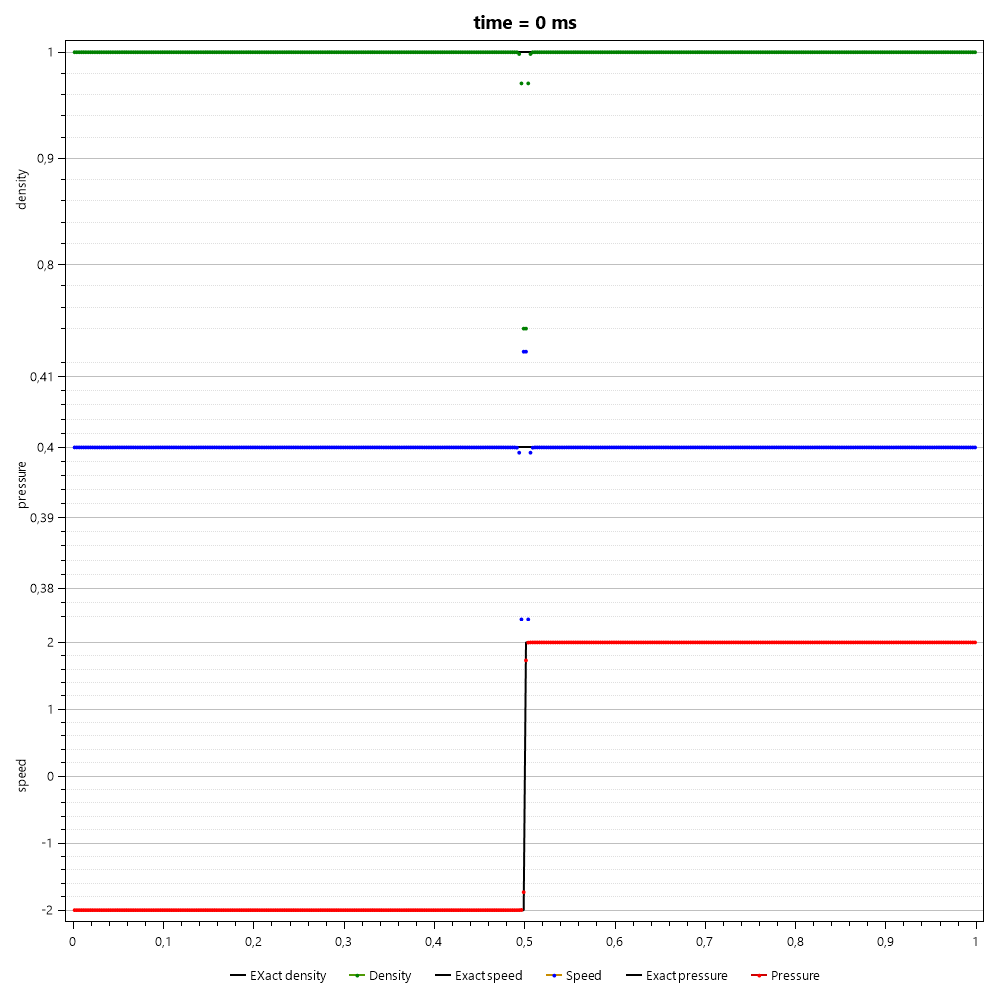 time = 0 ms
1
0,9
density
0,8
0,41
0,4
pressure
0,39
0,38
2
1
speed
0
-1
-2
0 0,1 0,2 0,3 0,4 0,5 0,6 0,7 0,8 0,9 1
EXact density Density Exact speed Speed Exact pressure Pressure